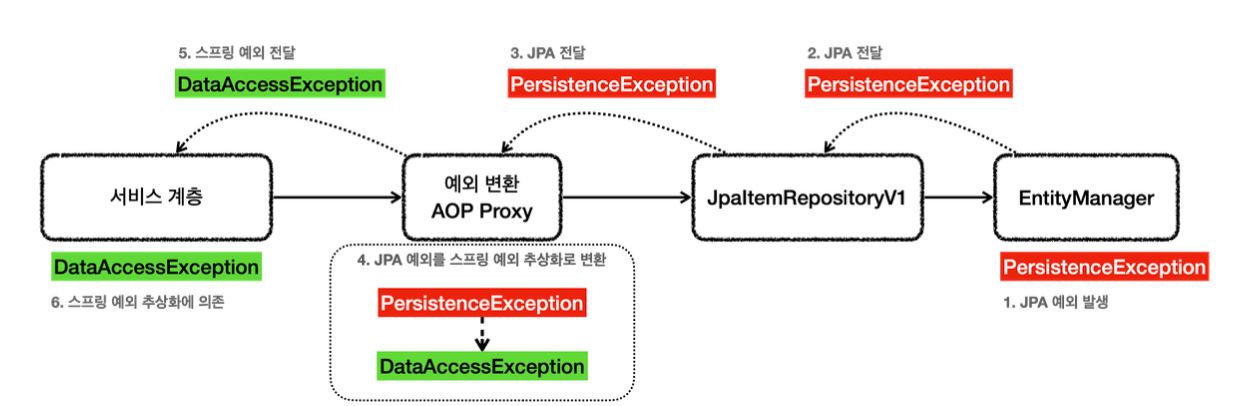 5. 스프링 예외 전달
DataAccessException
3. JPA 전달
PersistenceException
2. JPA 전달
PersistenceException
서비스 계층
예외 변환
AOP Proxy
JpaItemRepositoryV1
EntityManager
DataAccessException
6. 스프링 예외 추상화에 의존
4. JPA 예외를 스프링 예외 추상화로 변환
PersistenceException
DataAccessException
PersistenceException
1. JPA 예외 발생